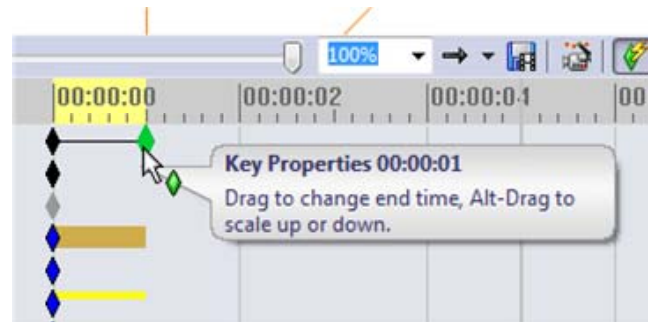 100%
00:00:00 00:00:02 00:00:04 00
Key Properties 00:00:01
Drag to change end time, Alt-Drag to
scale up or down.